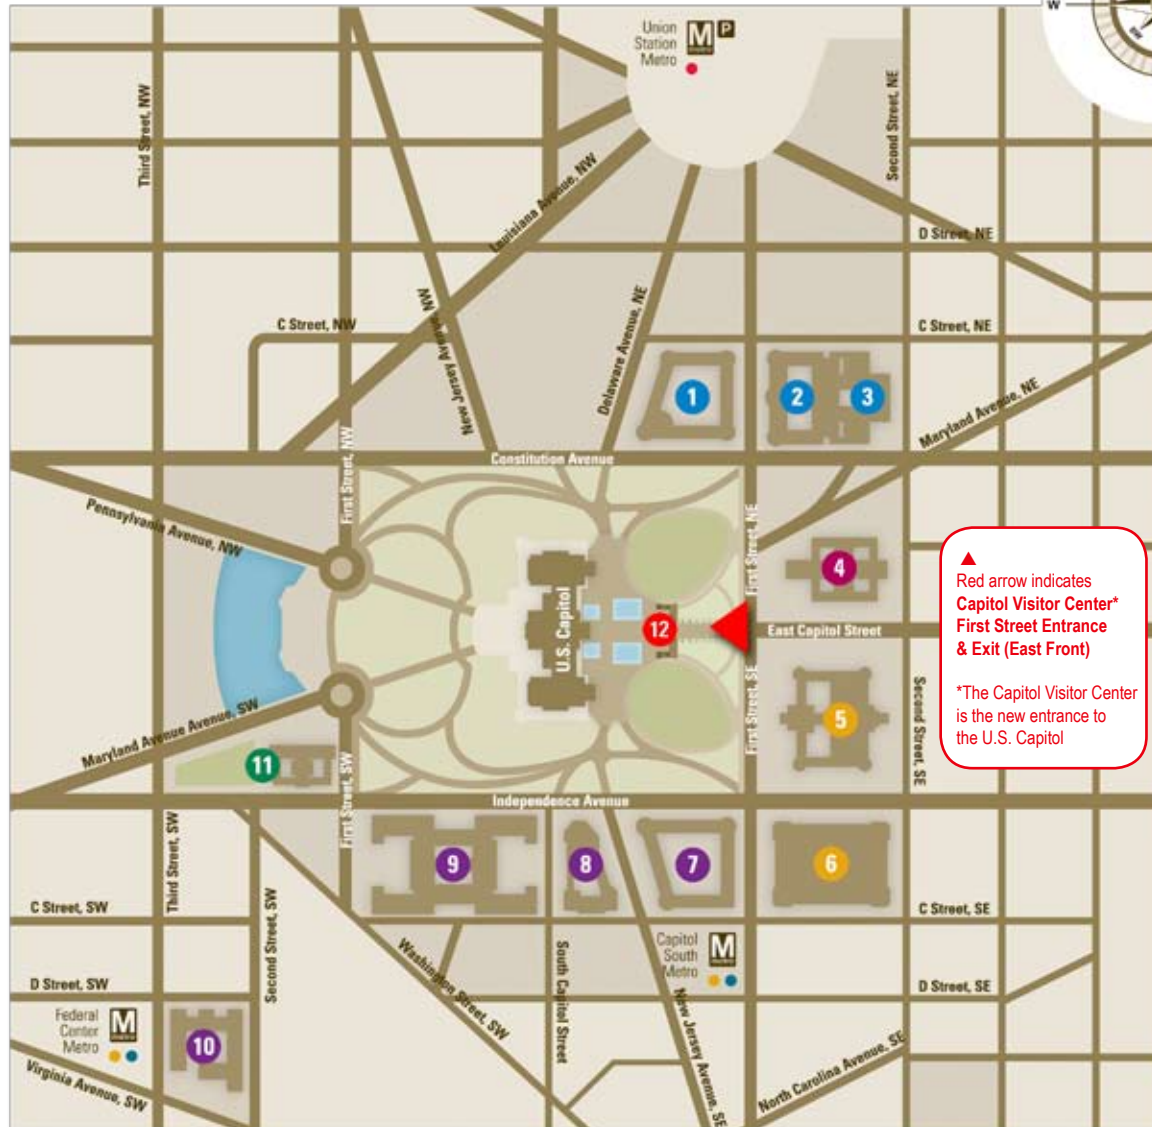 W
Union
Station
Metro
M
P
Third Street, NW
Second Street, NE
Louisiana Avenue, NW
D Street, NE
New Jersey Avenue, NW
C Street, NW
Delaware Avenue, NE
C Street, NE
1
2
3
Maryland Avenue, NE
First Street, NW
Constitution Avenue
Pennsylvania Avenue, NW
First Street, NE
4
Red arrow indicates
Capitol Visitor Center*
First Street Entrance
& Exit (East Front)
*The Capitol Visitor Center
is the new entrance to
the U.S. Capitol
U.S. Capitol
12
East Capitol Street
First Street, SE
5
Second Street, SE
Maryland Avenue Avenue, SW
11
First Street, SW
Independence Avenue
Third Street, SW
9
8
7
6
C Street, SW
C Street, SE
Second Street, SW
Washington Street, SW
South Capitol Street
Capitol
South
Metro
M
New Jersey Avenue, SE
D Street, SW
D Street, SE
Federal
Center
Metro
M
10
Virginia Avenue, SW
North Carolina Avenue, SE